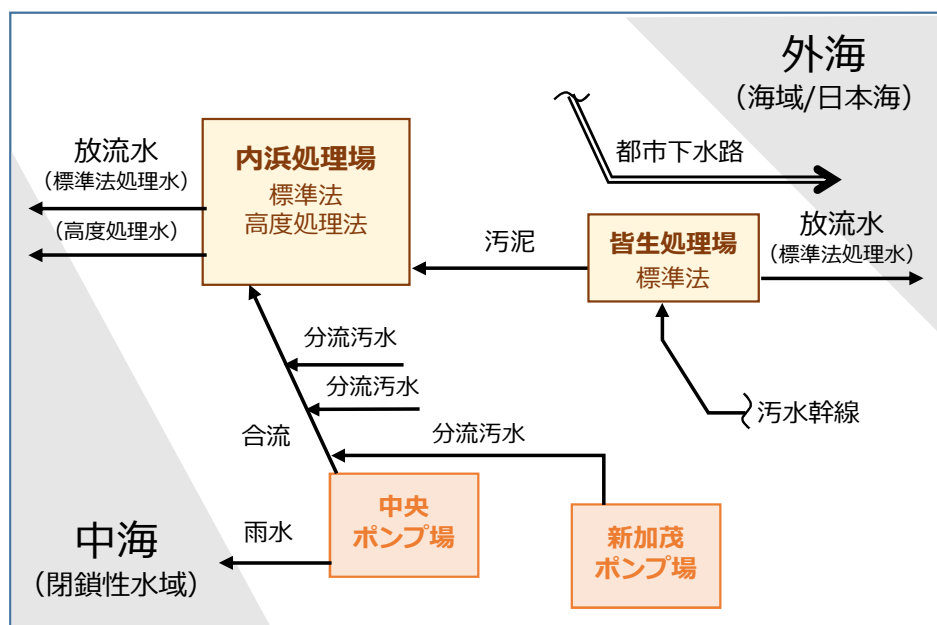 外海
（海域/日本海）
都市下水路
放流水
（標準法処理水）
（高度処理水）
内浜処理場
標準法
高度処理法
汚泥
皆生処理場
標準法
放流水
（標準法処理水）
分流汚水
分流汚水
合流
分流汚水
汚水幹線
中央
ポンプ場
新加茂
ポンプ場
雨水
中海
（閉鎖性水域）